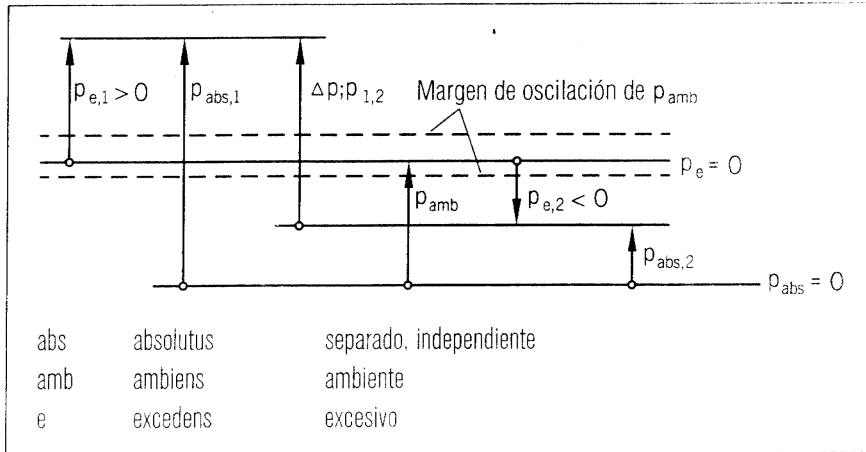 Margen de oscilación de p_amb
p_e,1 > 0
p_abs,1
Δp;p_1,2
p_e = 0
p_amb
p_e,2 < 0
p_abs,2
p_abs = 0
abs absolutus separado, independiente
amb ambiens ambiente
e excedens excesivo